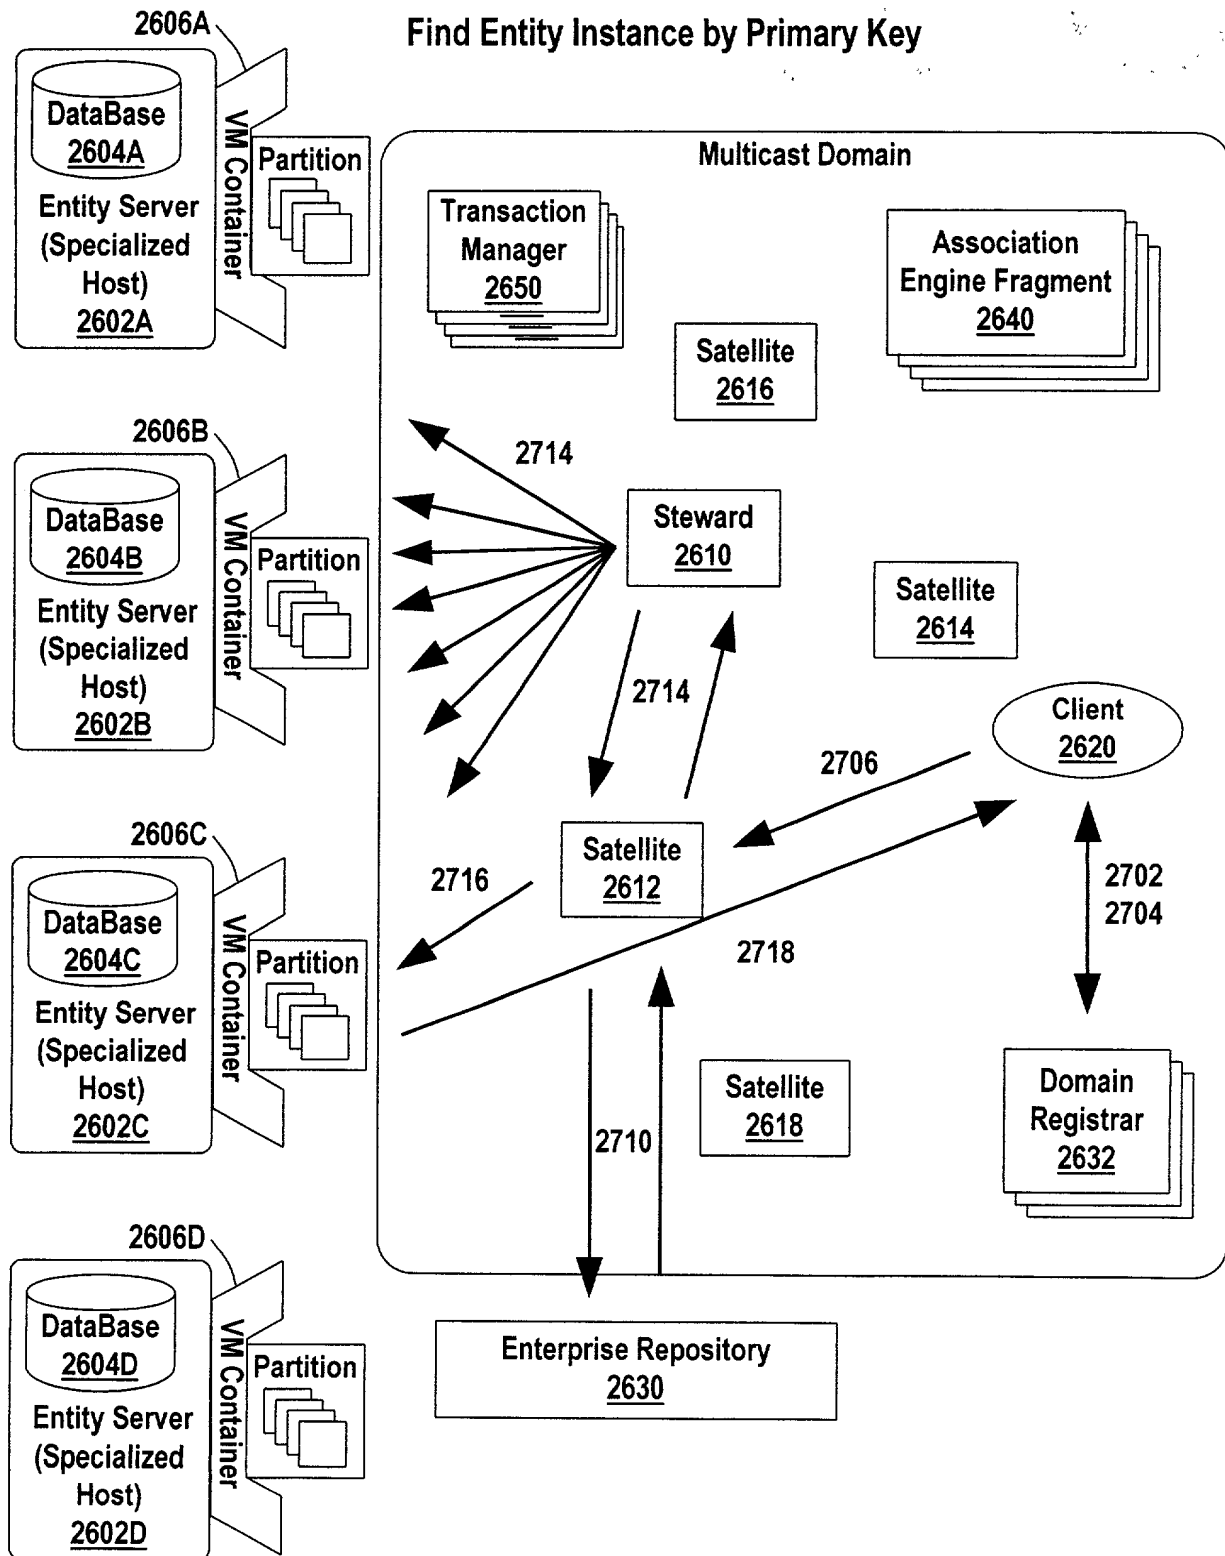 Find Entity Instance by Primary Key
2606A
DataBase
2604A
Entity Server
(Specialized
Host)
2602A
VM Container
Partition
2606B
DataBase
2604B
Entity Server
(Specialized
Host)
2602B
VM Container
Partition
2606C
DataBase
2604C
Entity Server
(Specialized
Host)
2602C
VM Container
Partition
2606D
DataBase
2604D
Entity Server
(Specialized
Host)
2602D
VM Container
Partition
Multicast Domain
Transaction
Manager
2650
Association
Engine Fragment
2640
Satellite
2616
2714
Steward
2610
Satellite
2614
2714
Client
2620
2706
Satellite
2612
2716
2702
2704
2718
2710
Satellite
2618
Domain
Registrar
2632
Enterprise Repository
2630